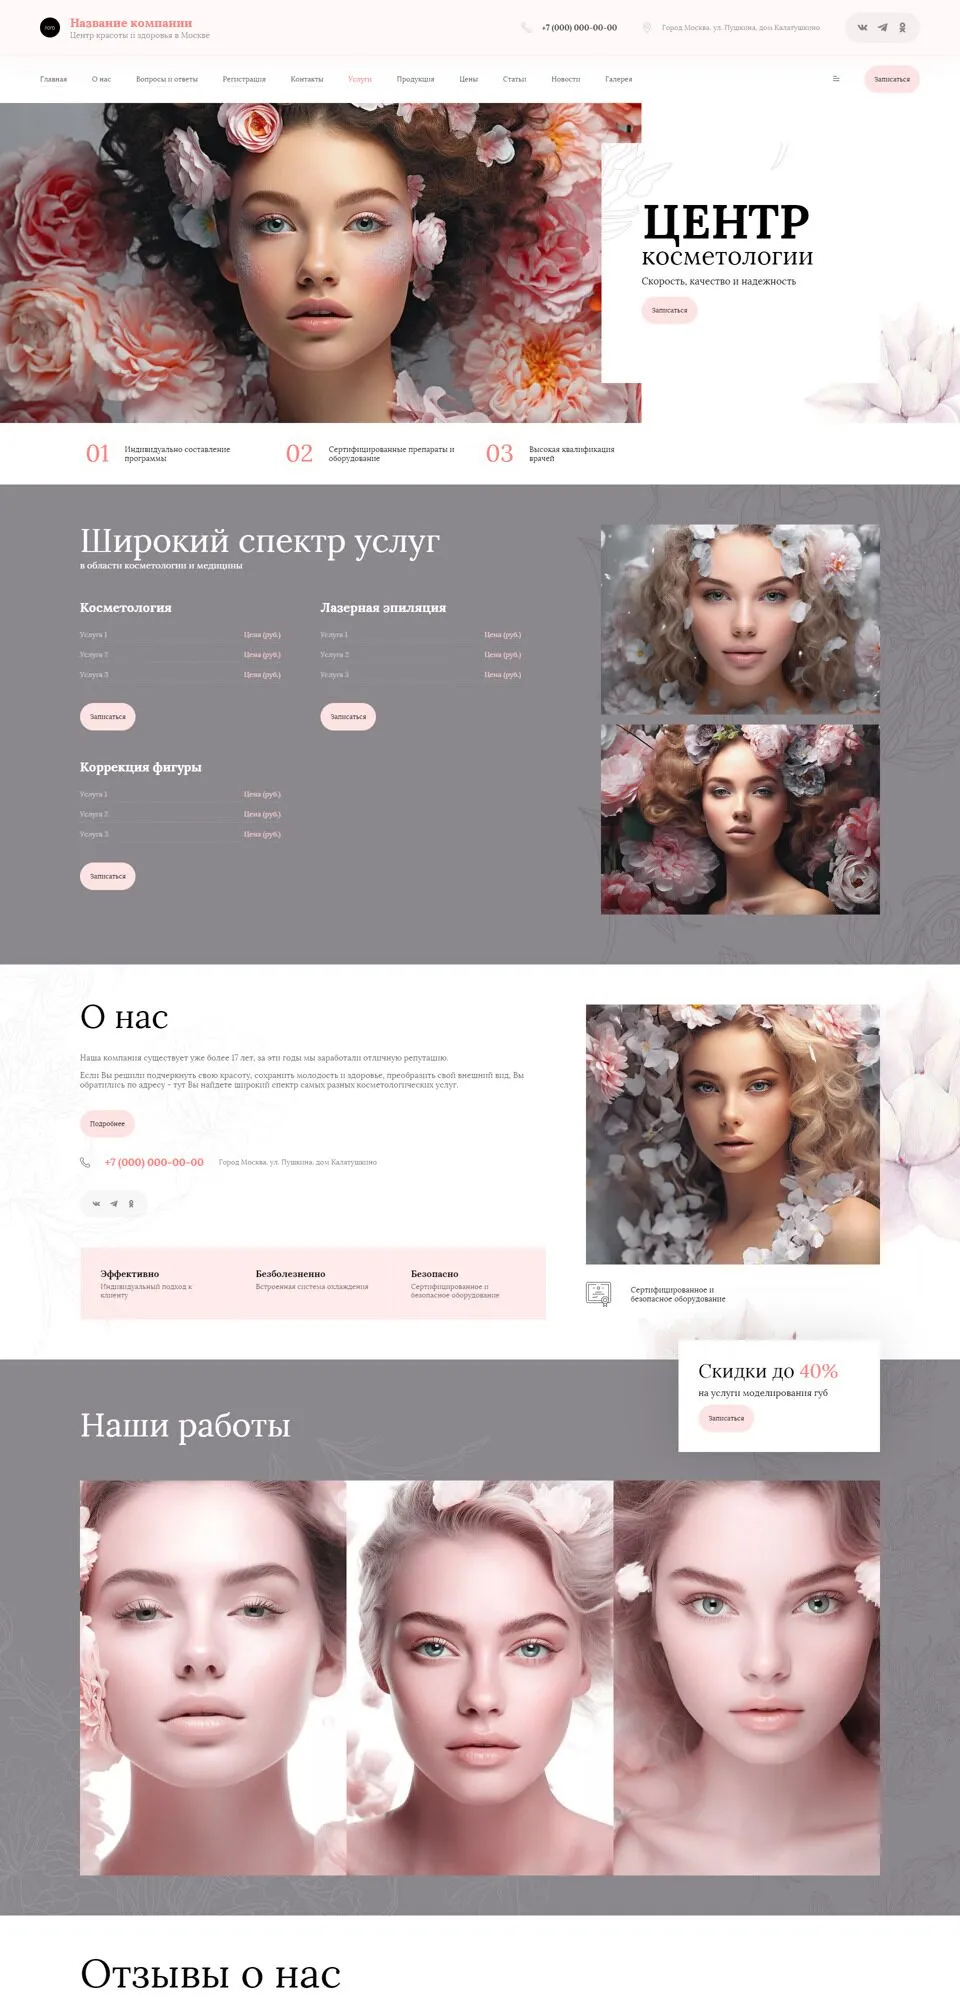 Название компании
Центр красоты и здоровья в Москве
+7 (000) 000-00-00
Город Москва, ул. Пушкина, дом Калатушкино
Главная
О нас
Вопросы и ответы
Регистрация
Контакты
Услуги
Продукция
Цены
Статьи
Новости
Галерея
Записаться
ЦЕНТР
косметологии
Скорость, качество и надежность
Записаться
01
Индивидуально составление
программы
02
Сертифицированные препараты и
оборудование
03
Высокая квалификация
врачей
Широкий спектр услуг
в области косметологии и медицины
Косметология
Услуга 1 Цена (руб.)
Услуга 2 Цена (руб.)
Услуга 3 Цена (руб.)
Записаться
Лазерная эпиляция
Услуга 1 Цена (руб.)
Услуга 2 Цена (руб.)
Услуга 3 Цена (руб.)
Записаться
Коррекция фигуры
Услуга 1 Цена (руб.)
Услуга 2 Цена (руб.)
Услуга 3 Цена (руб.)
Записаться
О нас
Наша компания существует уже более 17 лет, за эти годы мы заработали отличную репутацию.
Если Вы решили подчеркнуть свою красоту, сохранить молодость и здоровье, преобразить свой внешний вид, Вы
обратились по адресу - тут Вы найдете широкий спектр самых разных косметологических услуг.
Подробнее
+7 (000) 000-00-00
Город Москва, ул. Пушкина, дом Калатушкино
Эффективно
Индивидуальный подход к
клиенту
Безболезненно
Встроенная система охлаждения
Безопасно
Сертифицированное и
безопасное оборудование
Сертифицированное и
безопасное оборудование
Скидки до 40%
на услуги моделирования губ
Записаться
Наши работы
Отзывы о нас